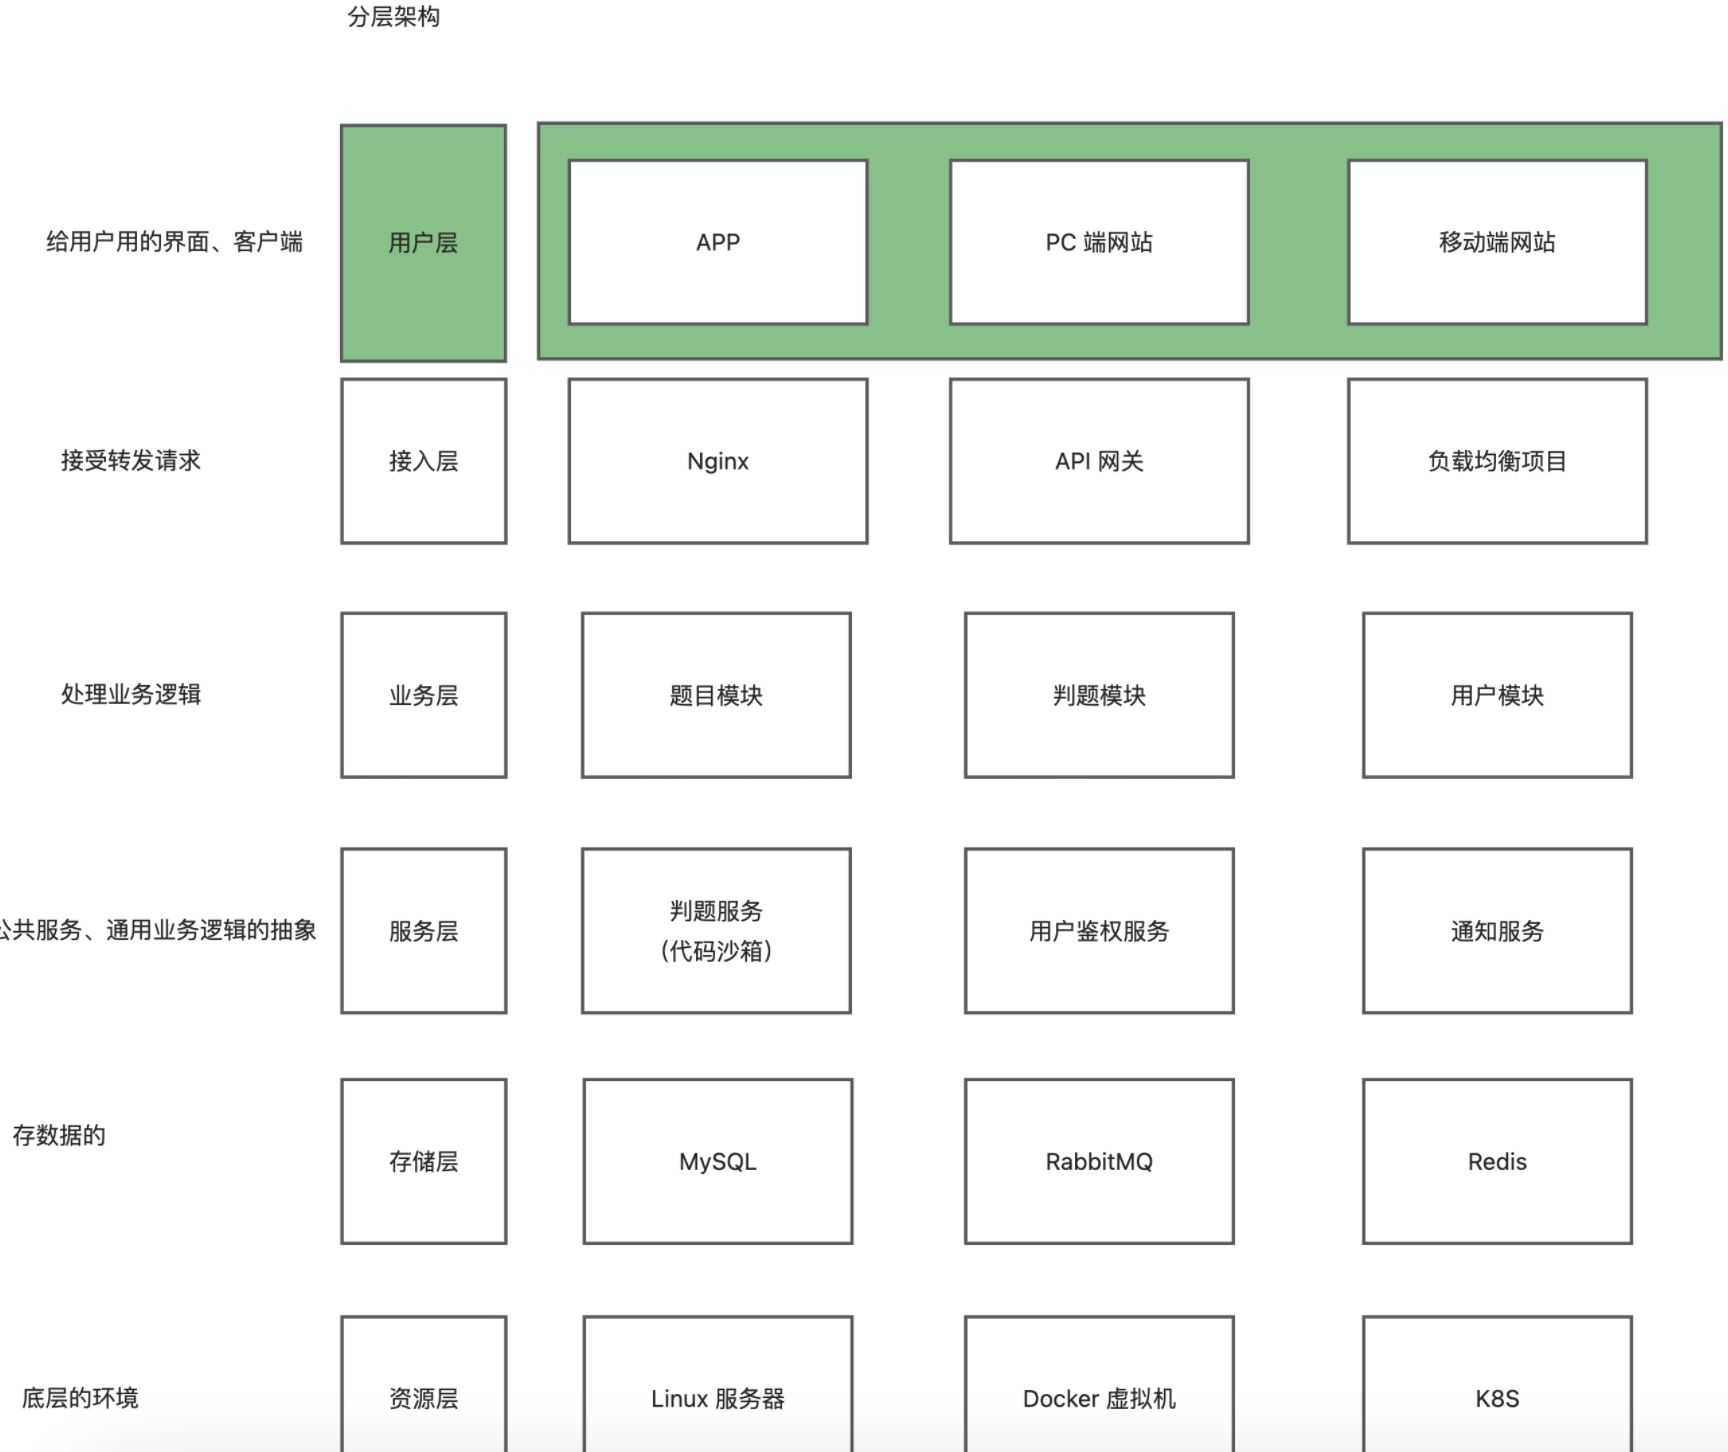 分层架构
给用户用的界面、客户端
用户层
APP
PC 端网站
移动端网站
接受转发请求
接入层
Nginx
API 网关
负载均衡项目
处理业务逻辑
业务层
题目模块
判题模块
用户模块
公共服务、通用业务逻辑的抽象
服务层
判题服务
(代码沙箱)
用户鉴权服务
通知服务
存数据的
存储层
MySQL
RabbitMQ
Redis
底层的环境
资源层
Linux 服务器
Docker 虚拟机
K8S